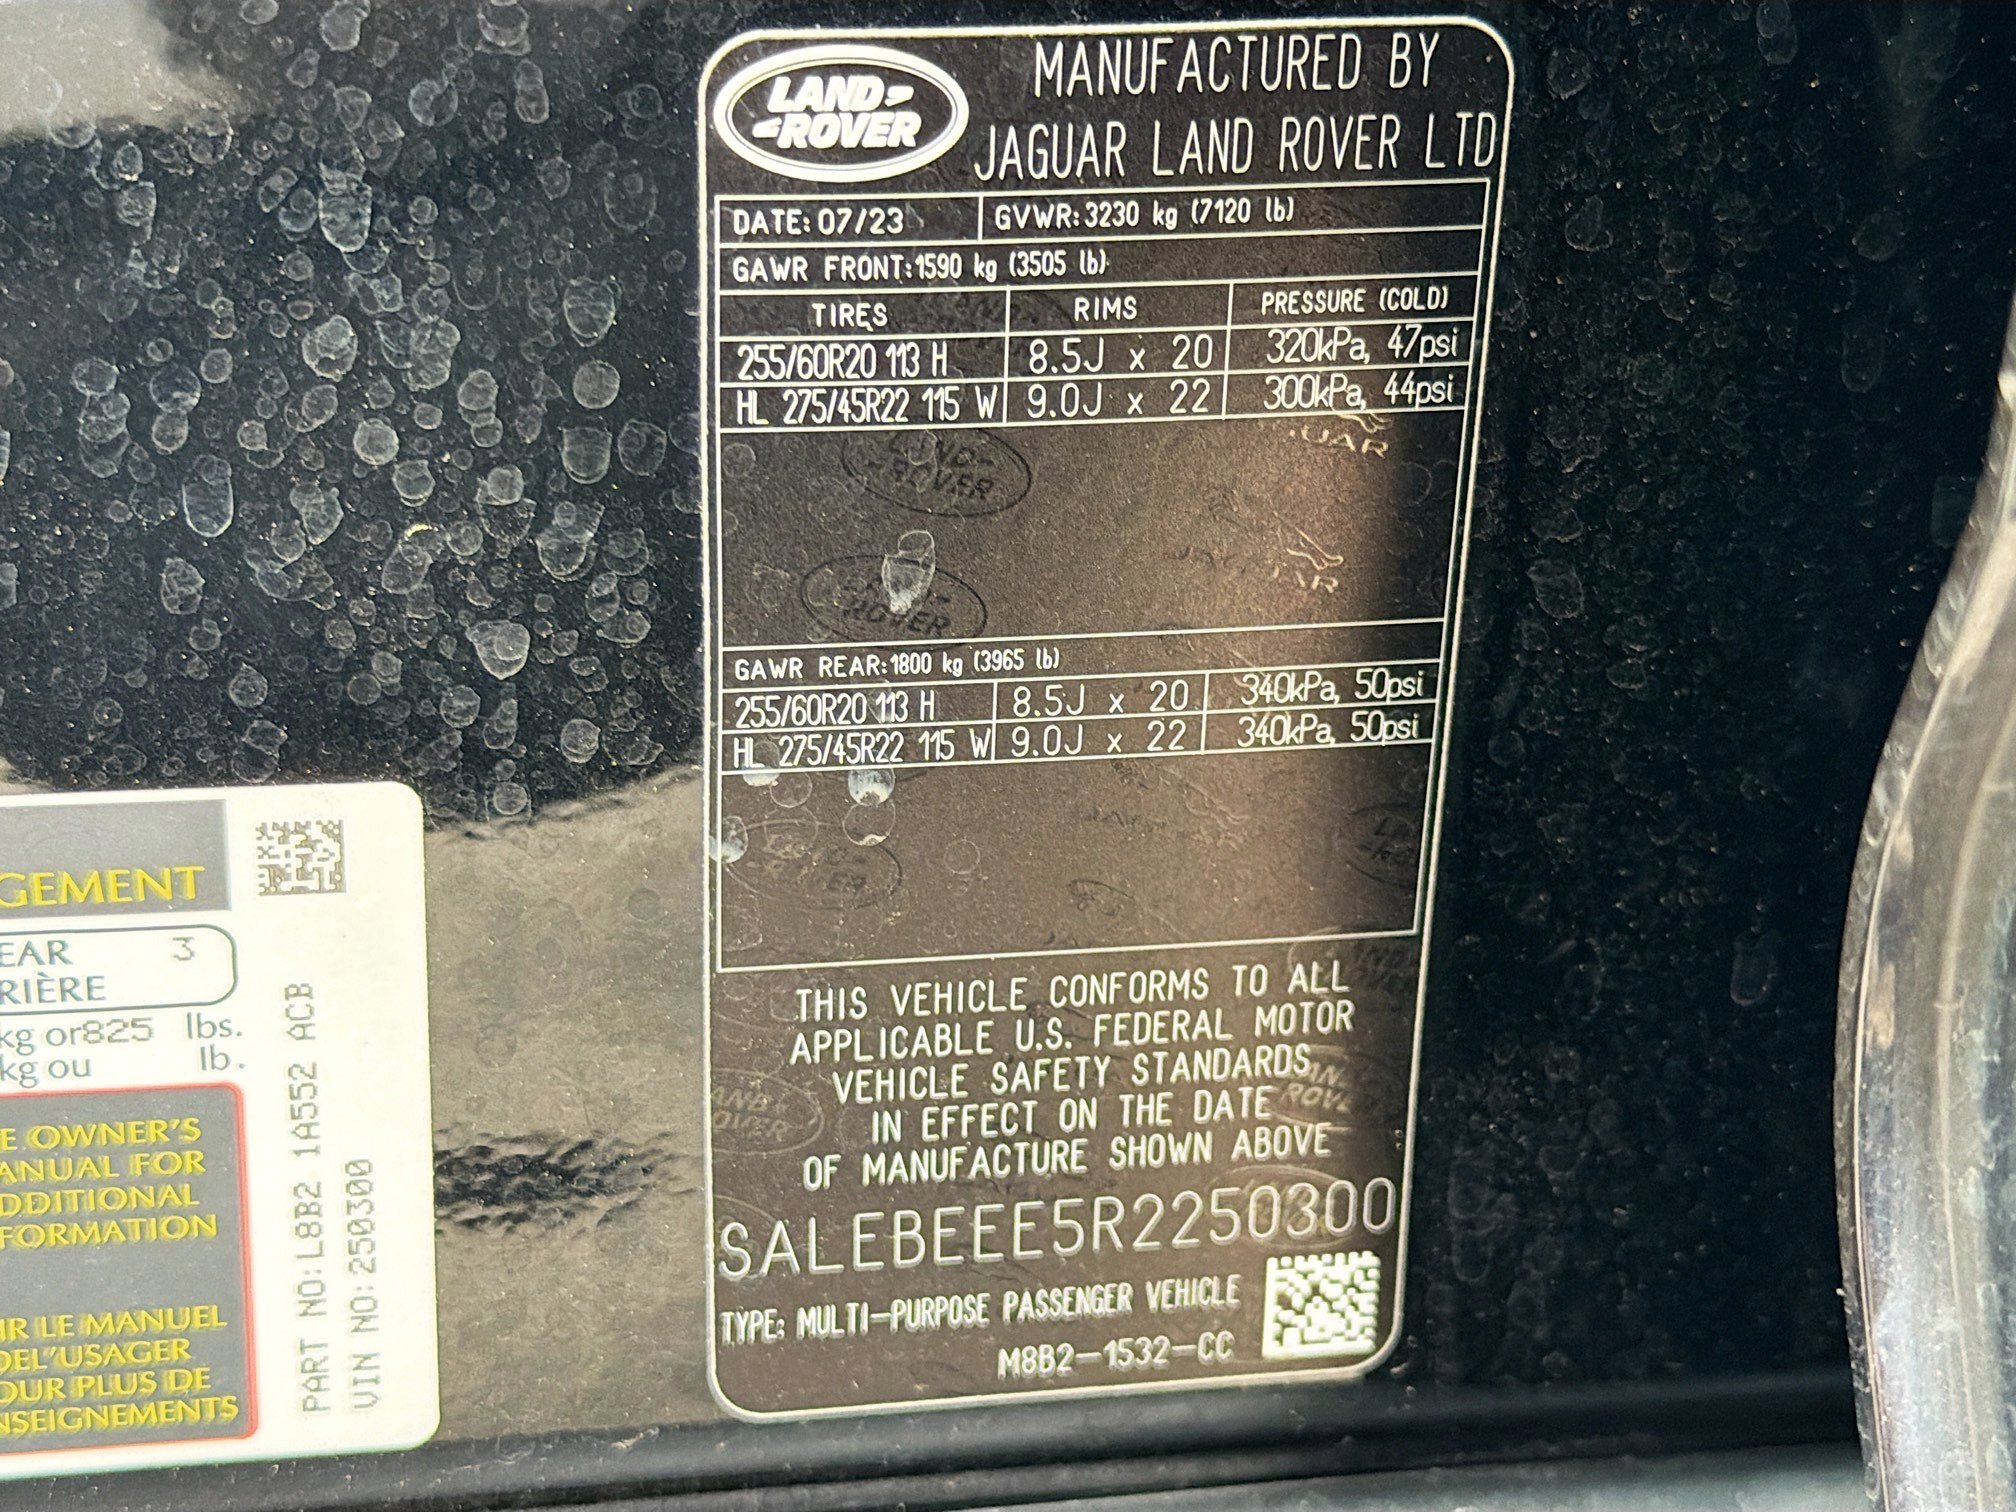 LAND-
-ROVER
MANUFACTURED BY
JAGUAR LAND ROVER LTD
DATE: 07/23 GVWR: 3230 kg (7120 lb)
GAWR FRONT: 1590 kg (3505 lb)
TIRES RIMS PRESSURE (COLD)
255/60R20 113 H 8.5J x 20 320kPa, 47psi
HL 275/45R22 115 W 9.0J x 22 300kPa, 44psi
GAWR REAR: 1800 kg (3965 lb)
255/60R20 113 H 8.5J x 20 340kPa, 50psi
HL 275/45R22 115 W 9.0J x 22 340kPa, 50psi
THIS VEHICLE CONFORMS TO ALL
APPLICABLE U.S. FEDERAL MOTOR
VEHICLE SAFETY STANDARDS
IN EFFECT ON THE DATE
OF MANUFACTURE SHOWN ABOVE
SALEBEEE5R2250300
TYPE: MULTI-PURPOSE PASSENGER VEHICLE
M8B2-1532-CC
GEMENT
EAR 3
RIÈRE
kg or 825 lbs.
kg ou lb.
E OWNER'S
ANUAL FOR
DDITIONAL
FORMATION
IR LE MANUEL
DEL"USAGER
OUR PLUS DE
NSEIGNEMENTS
PART NO: L8B2 1A552 ACB
VIN NO: 250300